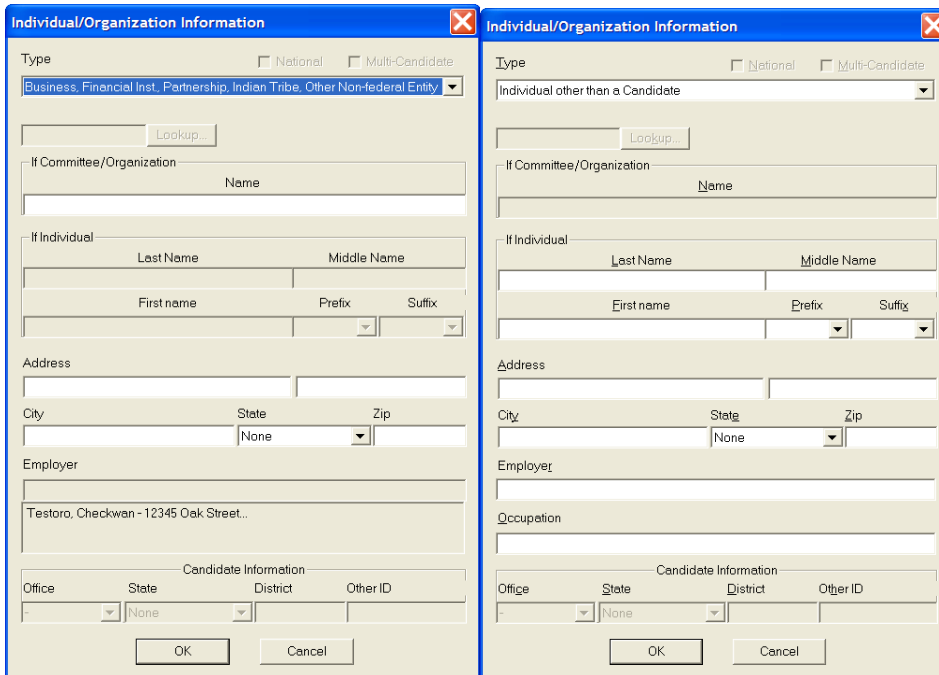 Individual/Organization Information
Type
National Multi-Candidate
Business, Financial Inst., Partnership, Indian Tribe, Other Non-federal Entity
Lookup...
If Committee/Organization
Name
If Individual
Last Name Middle Name
First name Prefix Suffix
Address
City State Zip
None
Employer
Testoro, Checkwan - 12345 Oak Street...
Candidate Information
Office State District Other ID
- None
OK Cancel
Individual/Organization Information
Type
National Multi-Candidate
Individual other than a Candidate
Lookup...
If Committee/Organization
Name
If Individual
Last Name Middle Name
First name Prefix Suffix
Address
City State Zip
None
Employer
Occupation
Candidate Information
Office State District Other ID
- None
OK Cancel